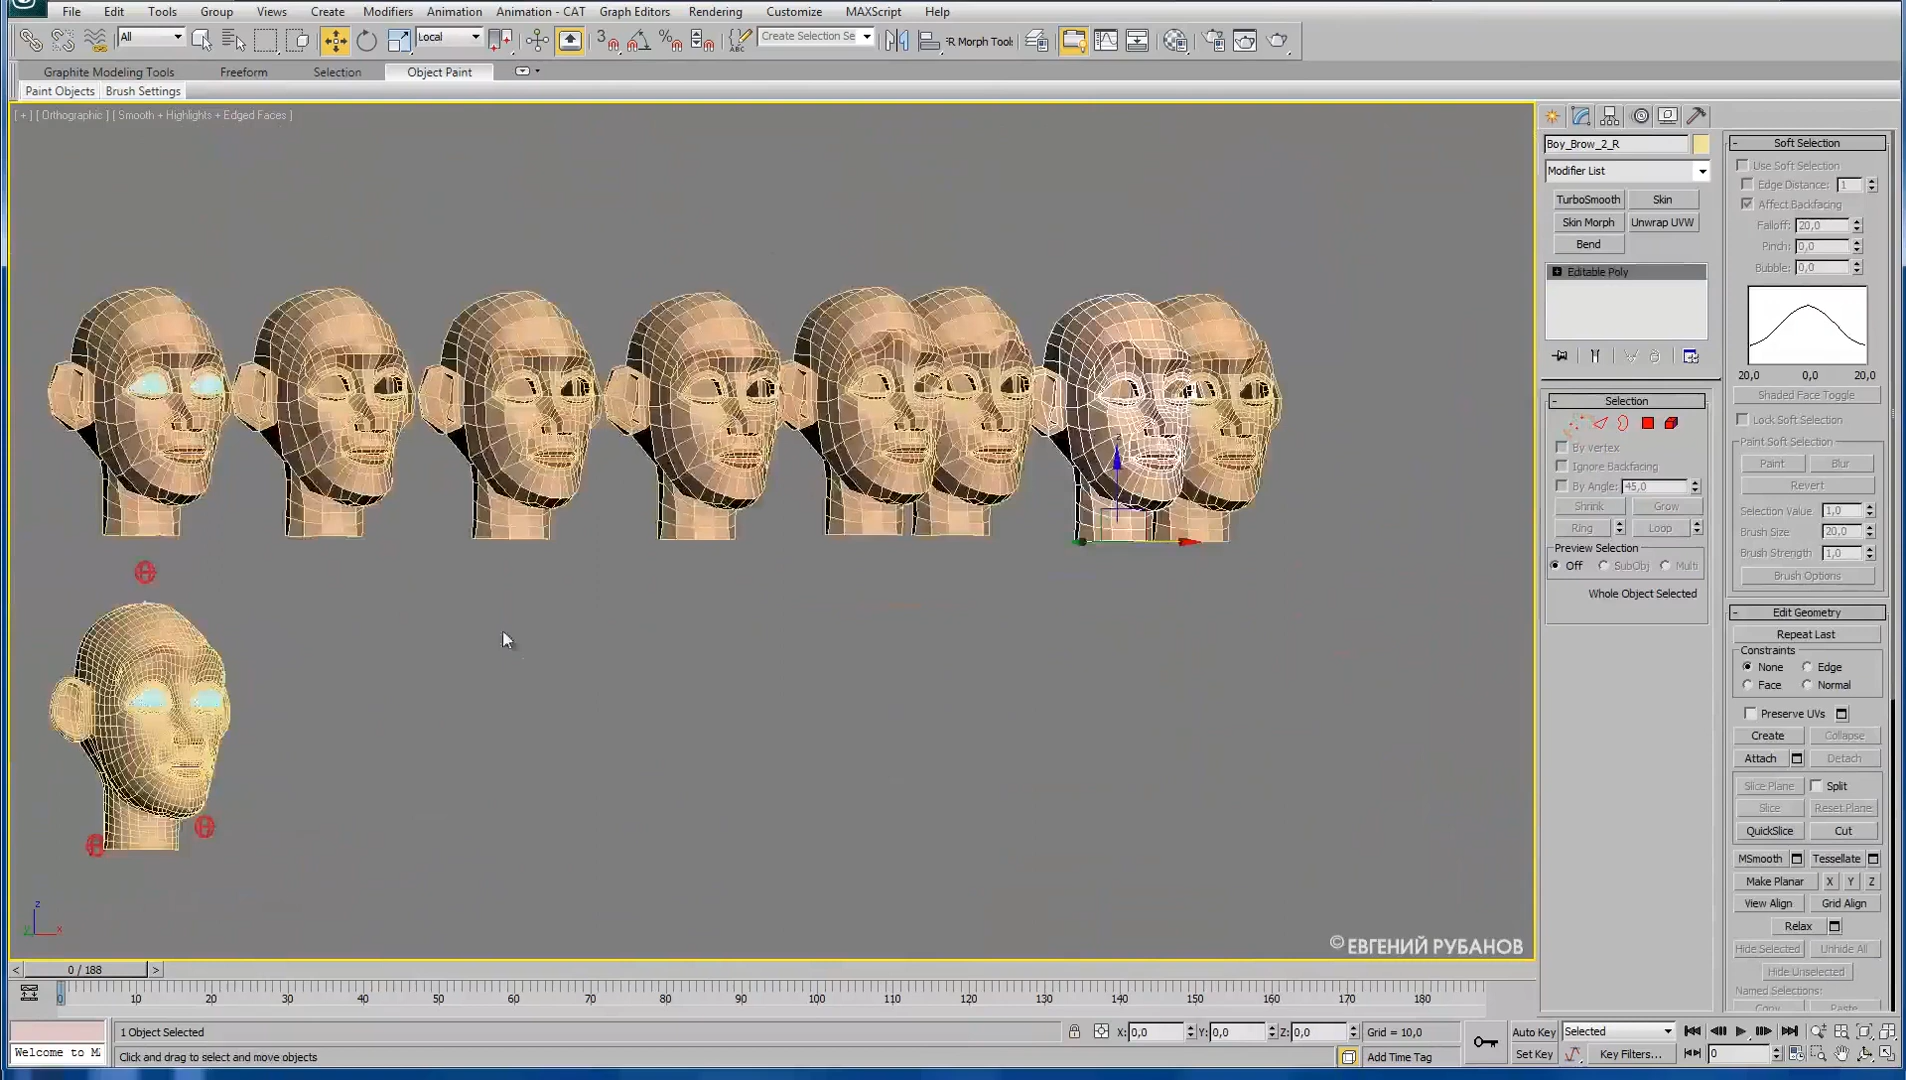 File Edit Tools Group Views Create Modifiers Animation Animation - CAT Graph Editors Rendering Customize MAXScript Help
All Local 3 Create Selection Se R Morph Tool:
Graphite Modeling Tools Freeform Selection Object Paint
Paint Objects Brush Settings
[ + ] [ Orthographic ] [ Smooth + Highlights + Edged Faces ]
Boy_Brow_2_R
Modifier List
TurboSmooth Skin
Skin Morph Unwrap UVW
Bend
Editable Poly
Selection
By vertex
Ignore Backfacing
By Angle: 45,0
Shrink Grow
Ring Loop
Preview Selection
Off SubObj Multi
Whole Object Selected
Soft Selection
Use Soft Selection
Edge Distance: 1
Affect Backfacing
Falloff: 20,0
Pinch: 0,0
Bubble: 0,0
20,0 0,0 20,0
Shaded Face Toggle
Lock Soft Selection
Paint Soft Selection
Paint Blur
Revert
Selection Value 1,0
Brush Size 20,0
Brush Strength 1,0
Brush Options
Edit Geometry
Repeat Last
Constraints
None Edge
Face Normal
Preserve UVs
Create Collapse
Attach Detach
Slice Plane Split
Slice Reset Plane
QuickSlice Cut
MSmooth Tessellate
Make Planar X Y Z
View Align Grid Align
Relax
Hide Selected Unhide All
Hide Unselected
Named Selections:
Copy Paste
z
y x
© ЕВГЕНИЙ РУБАНОВ
< 0 / 188 >
0 10 20 30 40 50 60 70 80 90 100 110 120 130 140 150 160 170 180
1 Object Selected X: 0,0 Y: 0,0 Z: 0,0 Grid = 10,0 Auto Key Selected
Welcome to M Click and drag to select and move objects Add Time Tag Set Key Key Filters... 0